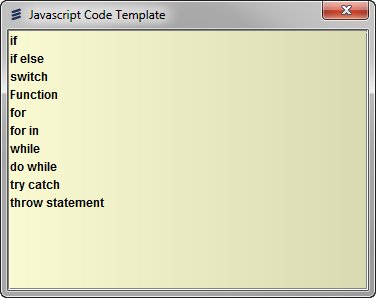 Javascript Code Template
if
if else
switch
Function
for
for in
while
do while
try catch
throw statement